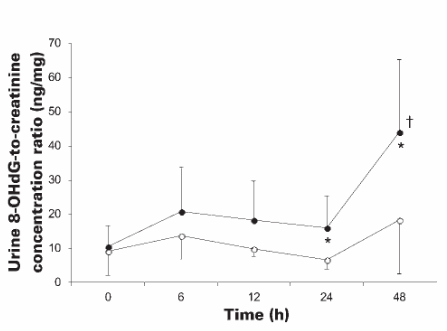 Urine 8-OHdG-to-creatinine
concentration ratio (ng/mg)
70
60
50
40
30
20
10
0
†
*
*
0 6 12 24 48
Time (h)